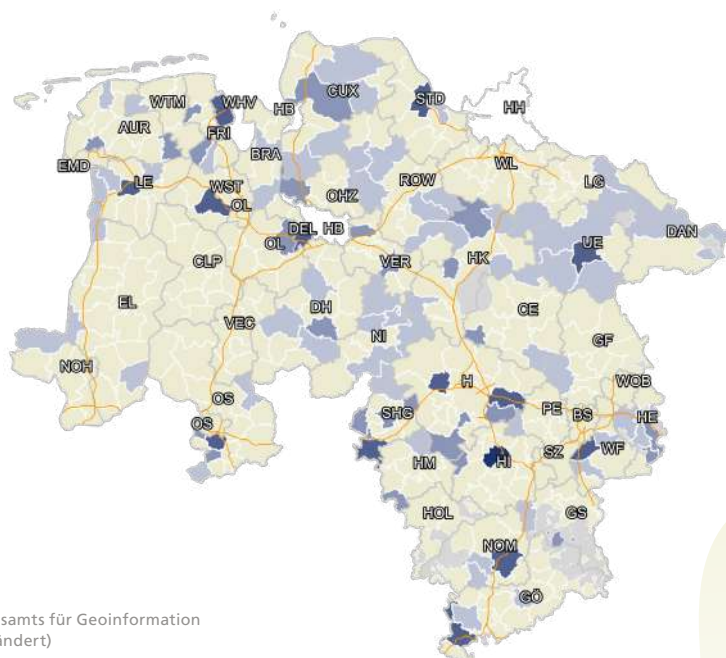 CUX
WTM
WHV
HB
STD
HH
AUR
FRI
BRA
EMD
LE
WST
OHZ
ROW
WL
LG
OL
DEL
HB
OL
UE
DAN
CLP
VER
HK
EL
DH
CE
VEC
NI
GF
NOH
H
WOB
OS
SHG
PE
BS
HE
OS
HM
HI
SZ
WF
HOL
GS
NOM
GÖ
samts für Geoinformation
ändert)